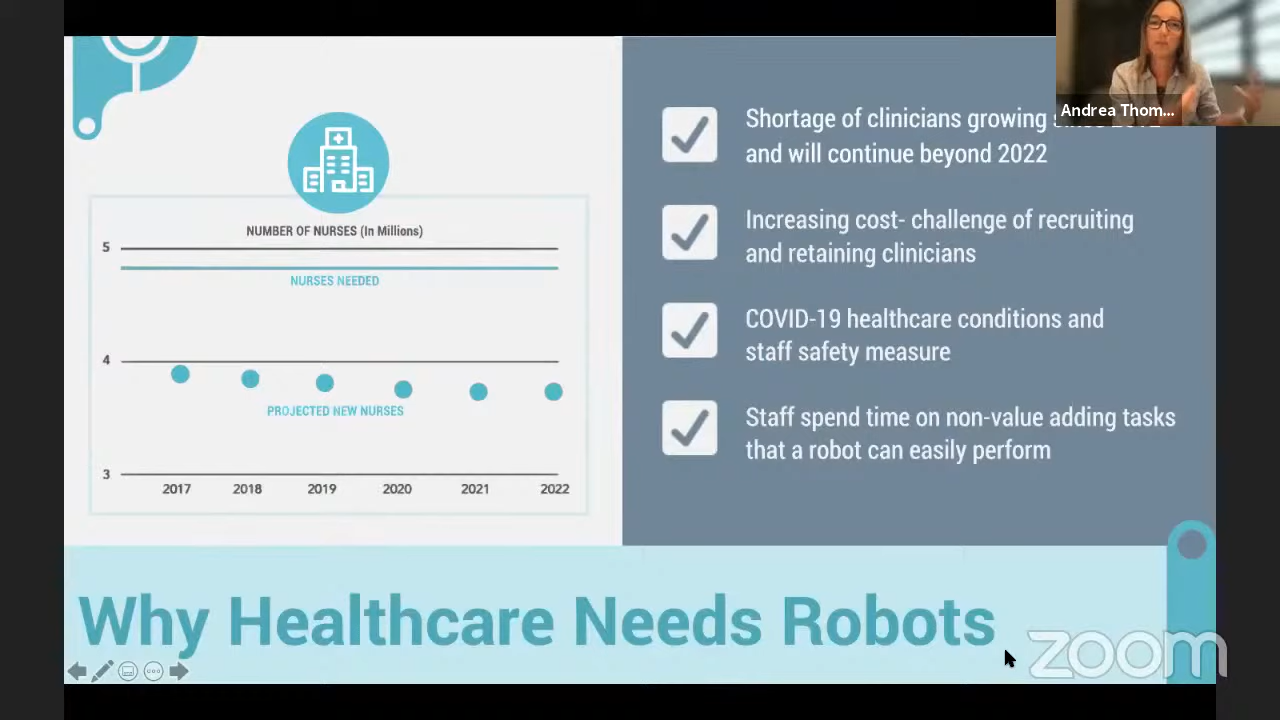 Andrea Thom...
Shortage of clinicians growing
and will continue beyond 2022
Increasing cost- challenge of recruiting
and retaining clinicians
COVID-19 healthcare conditions and
staff safety measure
Staff spend time on non-value adding tasks
that a robot can easily perform
NUMBER OF NURSES (In Millions)
5
NURSES NEEDED
4
PROJECTED NEW NURSES
3
2017 2018 2019 2020 2021 2022
Why Healthcare Needs Robots
zoom